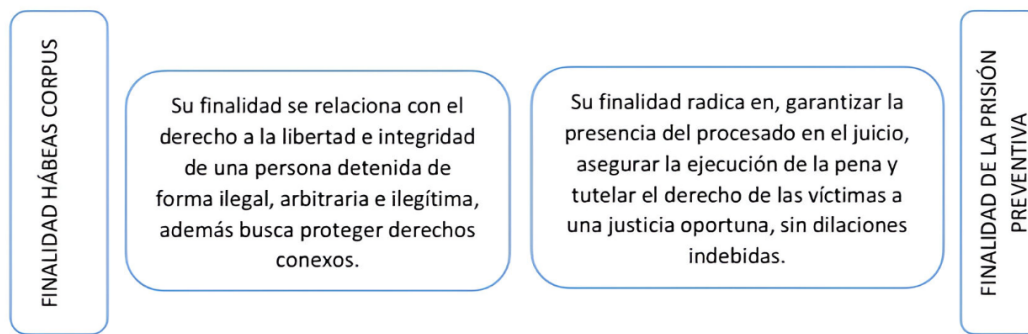 FINALIDAD HÁBEAS CORPUS
Su finalidad se relaciona con el
derecho a la libertad e integridad
de una persona detenida de
forma ilegal, arbitraria e ilegítima,
además busca proteger derechos
conexos.
Su finalidad radica en, garantizar la
presencia del procesado en el juicio,
asegurar la ejecución de la pena y
tutelar el derecho de las víctimas a
una justicia oportuna, sin dilaciones
indebidas.
FINALIDAD DE LA PRISIÓN
PREVENTIVA